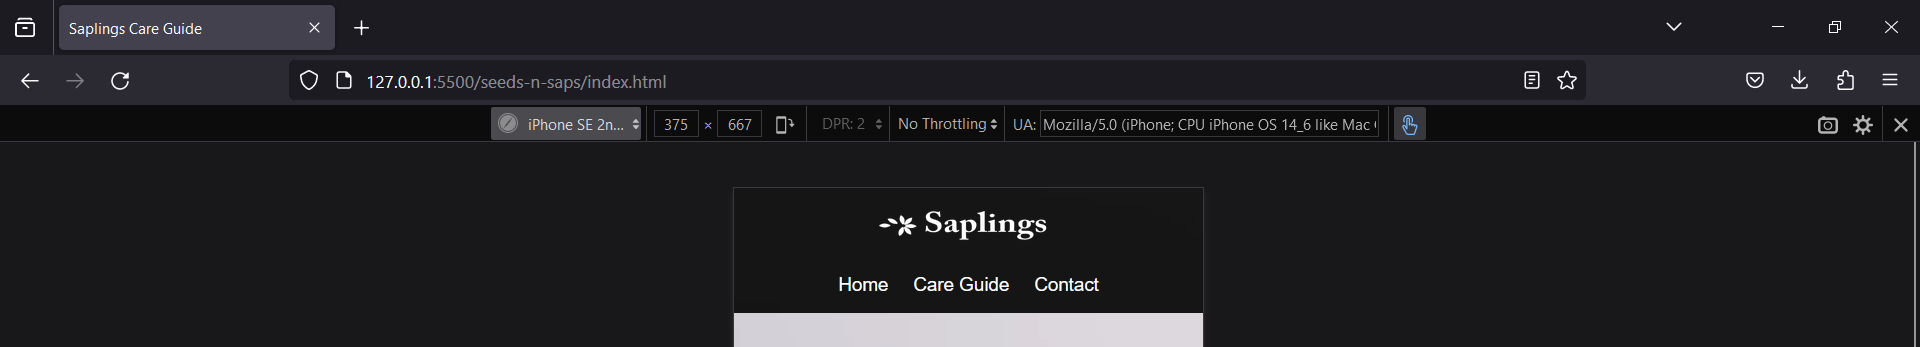 Saplings Care Guide
127.0.0.1:5500/seeds-n-saps/index.html
iPhone SE 2n... 375 × 667 DPR: 2 No Throttling UA: Mozilla/5.0 (iPhone; CPU iPhone OS 14_6 like Mac
Saplings
Home Care Guide Contact